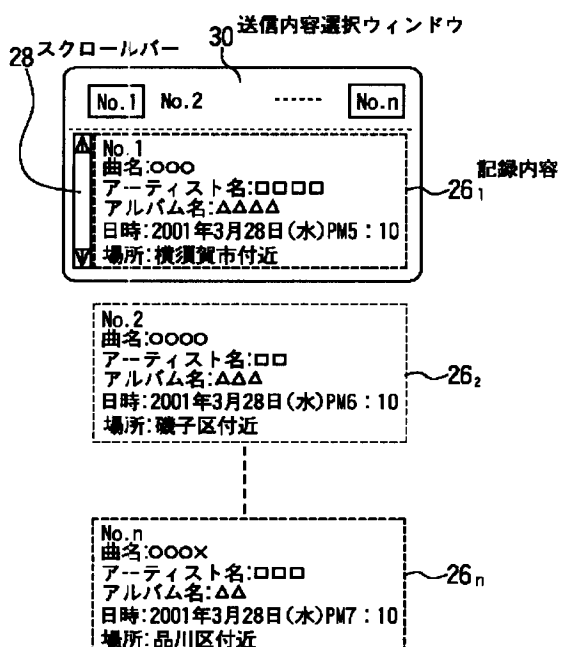 30 送信内容選択ウィンドウ
28 スクロールバー
No.1 No.2 ------ No.n
No.1
曲名:○○○
アーティスト名:□□□□
アルバム名:△△△△
日時:2001年3月28日(水)PM5:10
場所:横須賀市付近
記録内容
26₁
No.2
曲名:○○○○
アーティスト名:□□
アルバム名:△△△
日時:2001年3月28日(水)PM6:10
場所:磯子区付近
26₂
No.n
曲名:○○○×
アーティスト名:□□□
アルバム名:△△
日時:2001年3月28日(水)PM7:10
場所:品川区付近
26ₙ